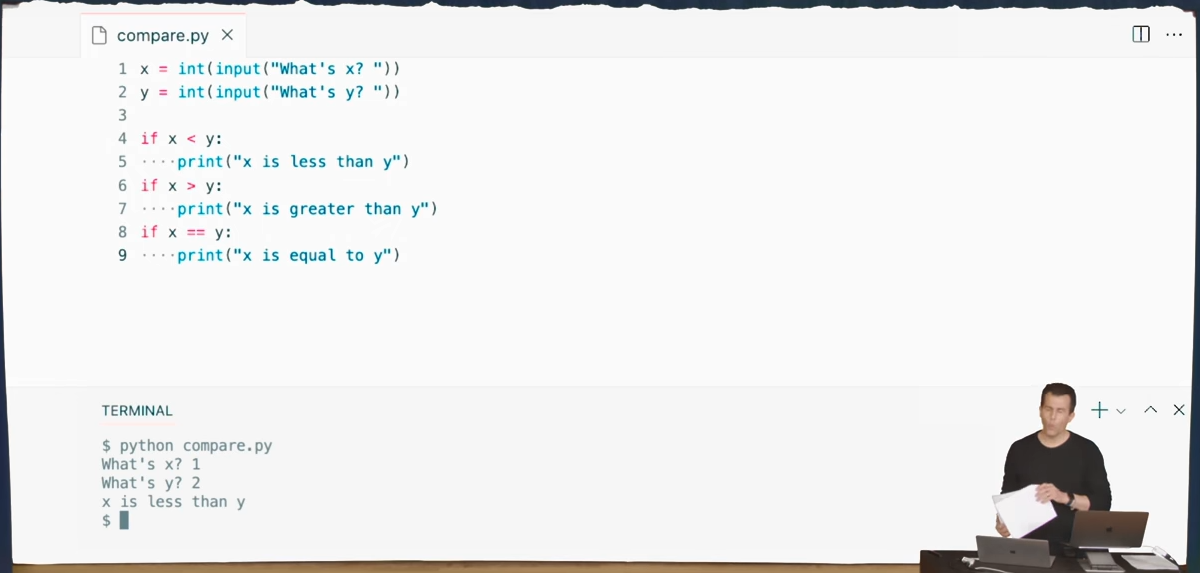 compare.py
1 x = int(input("What's x? "))
2 y = int(input("What's y? "))
3
4 if x < y:
5 ····print("x is less than y")
6 if x > y:
7 ····print("x is greater than y")
8 if x == y:
9 ····print("x is equal to y")
TERMINAL
$ python compare.py
What's x? 1
What's y? 2
x is less than y
$